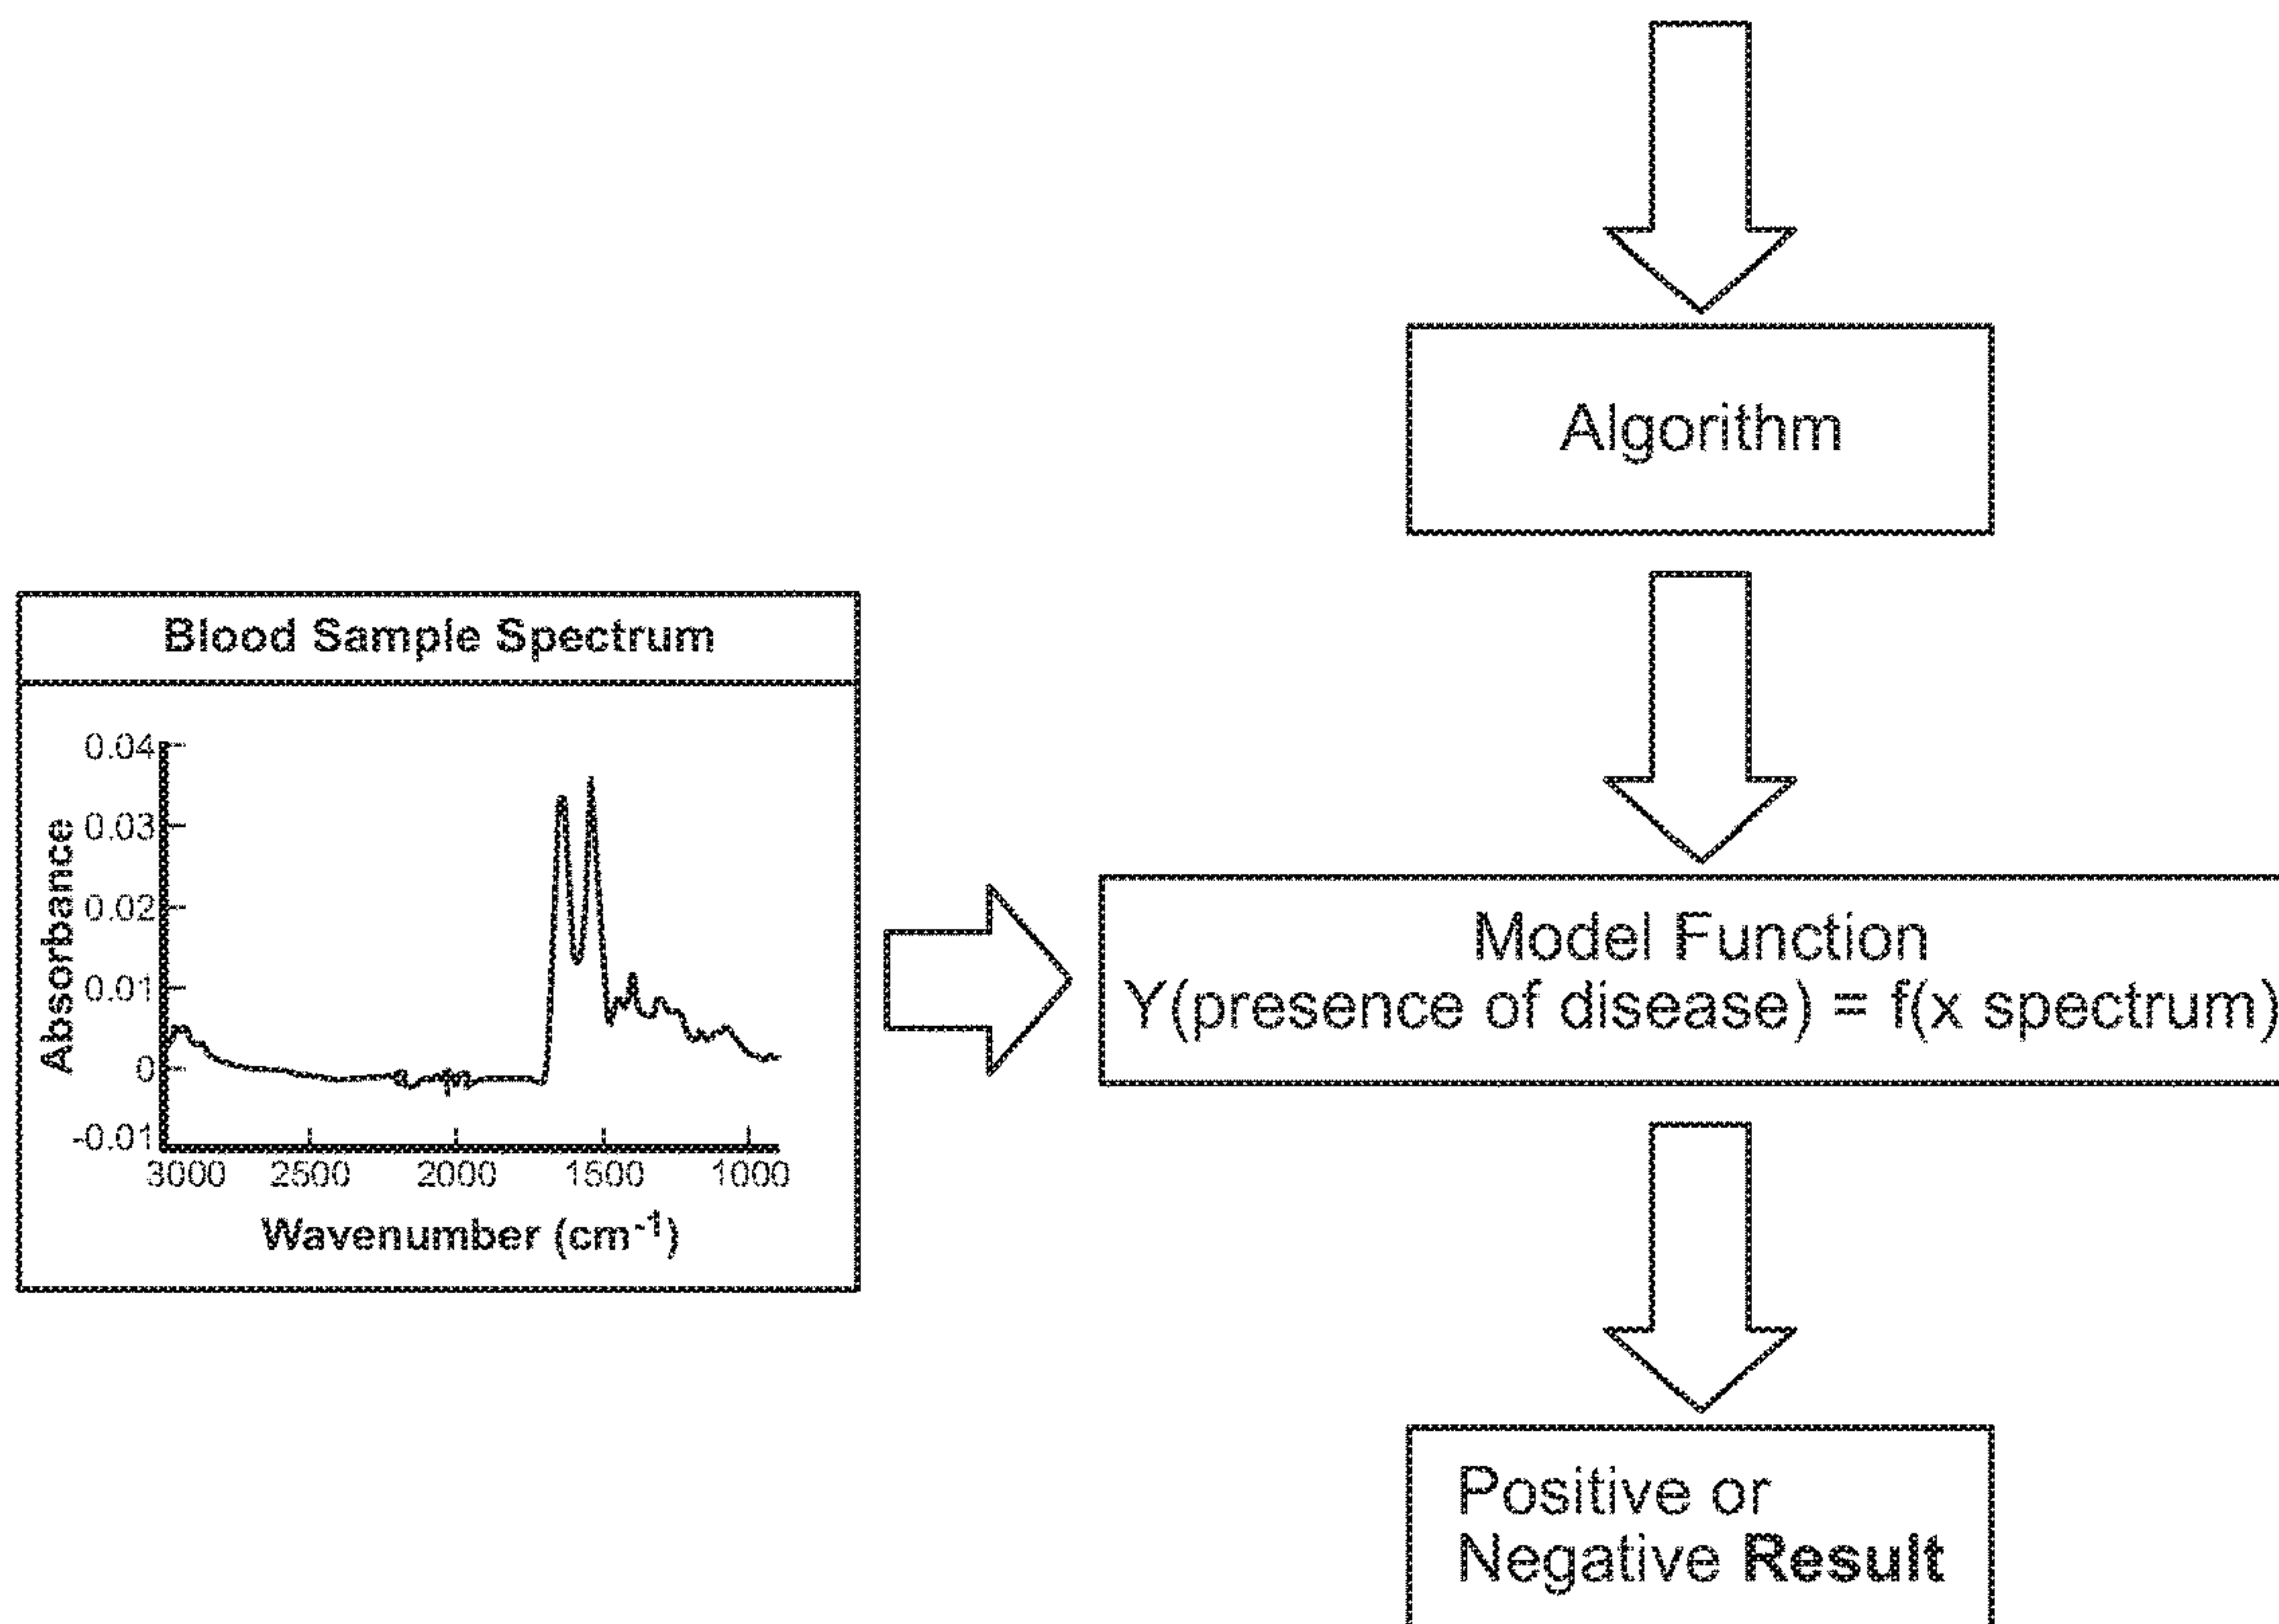 Algorithm
Blood Sample Spectrum
Absorbance
0.04
0.03
0.02
0.01
0
-0.01
3000 2500 2000 1500 1000
Wavenumber (cm⁻¹)
Model Function
Y(presence of disease) = f(x spectrum)
Positive or
Negative Result